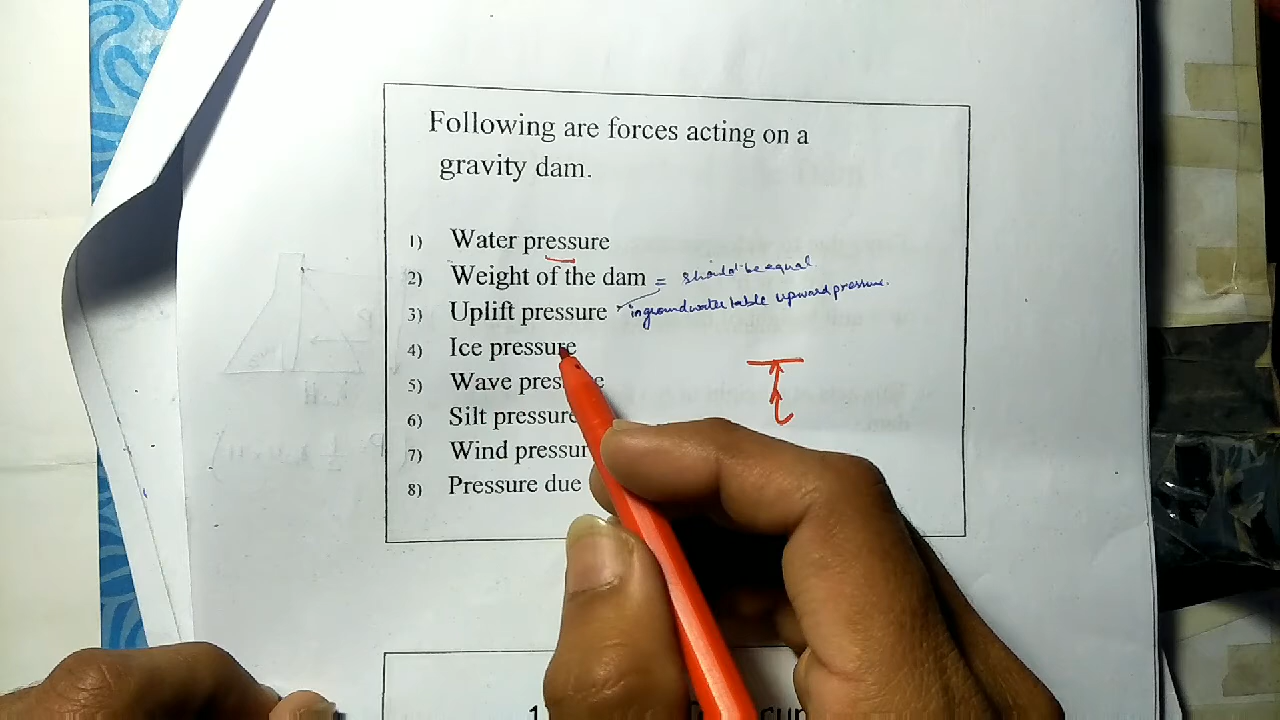 Following are forces acting on a
gravity dam.
1) Water pressure
2) Weight of the dam = should be equal.
3) Uplift pressure in groundwater table upward pressure.
4) Ice pressure
5) Wave
6) Silt pressure
7) Wind
8) Pressure due